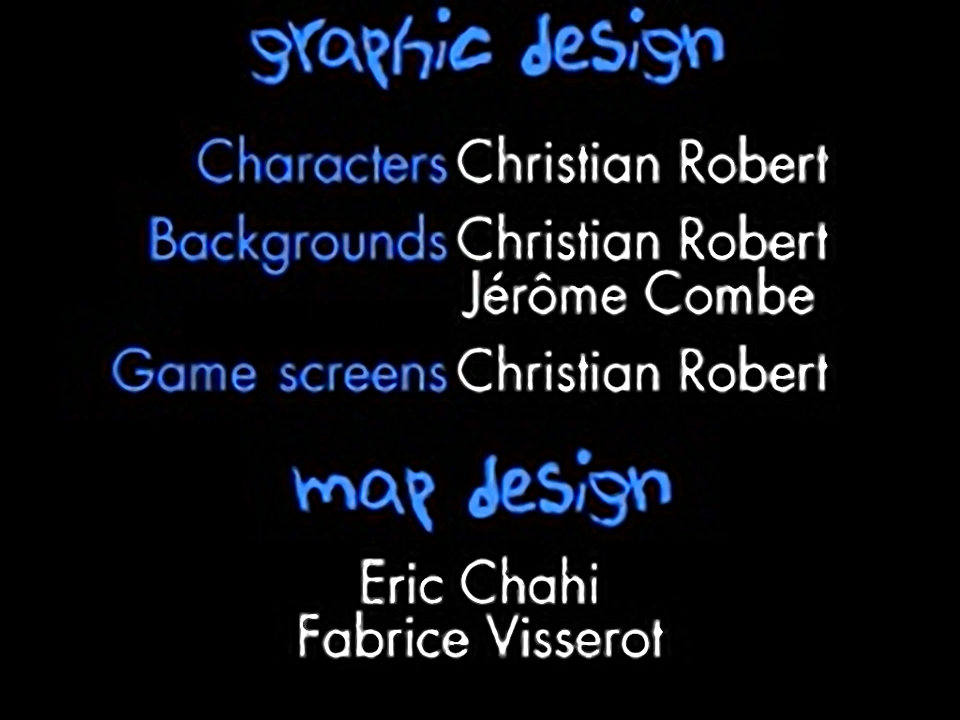 graphic design
Characters Christian Robert
Backgrounds Christian Robert
Jérôme Combe
Game screens Christian Robert
map design
Eric Chahi
Fabrice Visserot